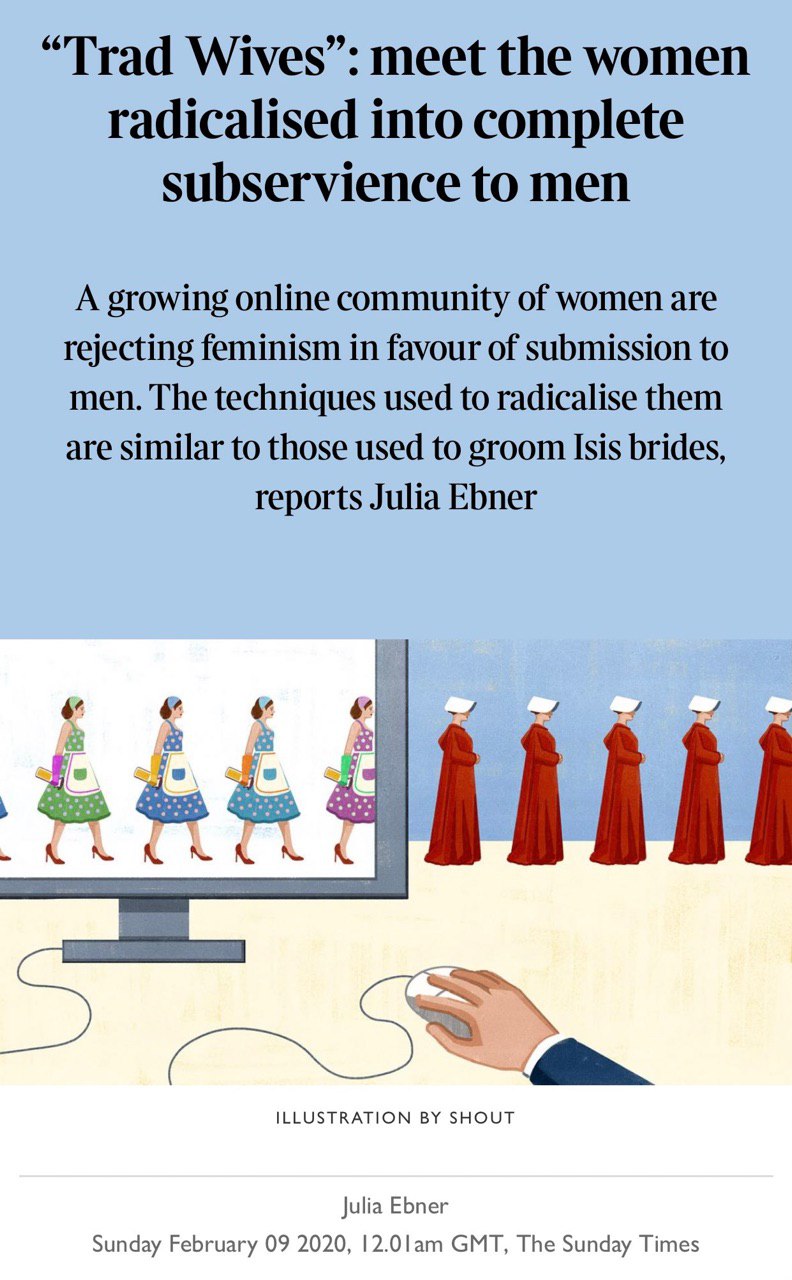 “Trad Wives”: meet the women
radicalised into complete
subservience to men
A growing online community of women are
rejecting feminism in favour of submission to
men. The techniques used to radicalise them
are similar to those used to groom Isis brides,
reports Julia Ebner
ILLUSTRATION BY SHOUT
Julia Ebner
Sunday February 09 2020, 12.01am GMT, The Sunday Times